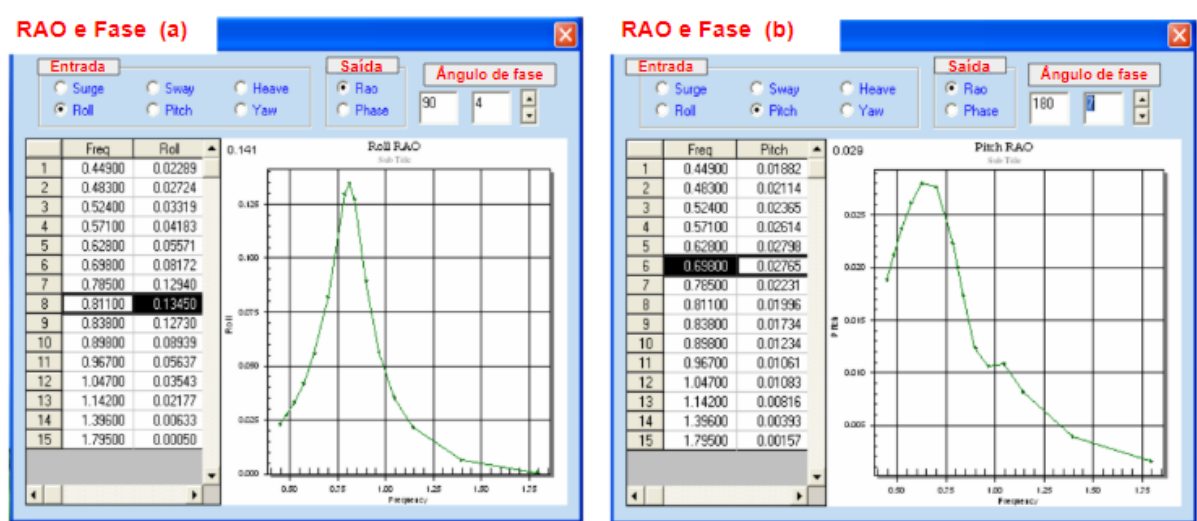 RAO e Fase (a)
Entrada
Surge Sway Heave
Roll Pitch Yaw
Saída
Rao
Phase
Ângulo de fase
90 4
Freq Roll
1 0.44900 0.02289
2 0.48300 0.02724
3 0.52400 0.03319
4 0.57100 0.04183
5 0.62800 0.05571
6 0.69800 0.08172
7 0.78500 0.12940
8 0.81100 0.13450
9 0.83800 0.12730
10 0.89800 0.08939
11 0.96700 0.05637
12 1.04700 0.03543
13 1.14200 0.02177
14 1.39600 0.00633
15 1.79500 0.00050
0.141
Roll RAO
Sub Title
Roll
0.125
0.100
0.075
0.050
0.025
0.000
0.50 0.75 1.00 1.25 1.50 1.75
Frequency
RAO e Fase (b)
Entrada
Surge Sway Heave
Roll Pitch Yaw
Saída
Rao
Phase
Ângulo de fase
180
Freq Pitch
1 0.44900 0.01882
2 0.48300 0.02114
3 0.52400 0.02365
4 0.57100 0.02614
5 0.62800 0.02798
6 0.69800 0.02765
7 0.78500 0.02231
8 0.81100 0.01996
9 0.83800 0.01734
10 0.89800 0.01234
11 0.96700 0.01061
12 1.04700 0.01083
13 1.14200 0.00816
14 1.39600 0.00393
15 1.79500 0.00157
0.029
Pitch RAO
Sub Title
Pitch
0.025
0.020
0.015
0.010
0.005
0.50 0.75 1.00 1.25 1.50 1.75
Frequency